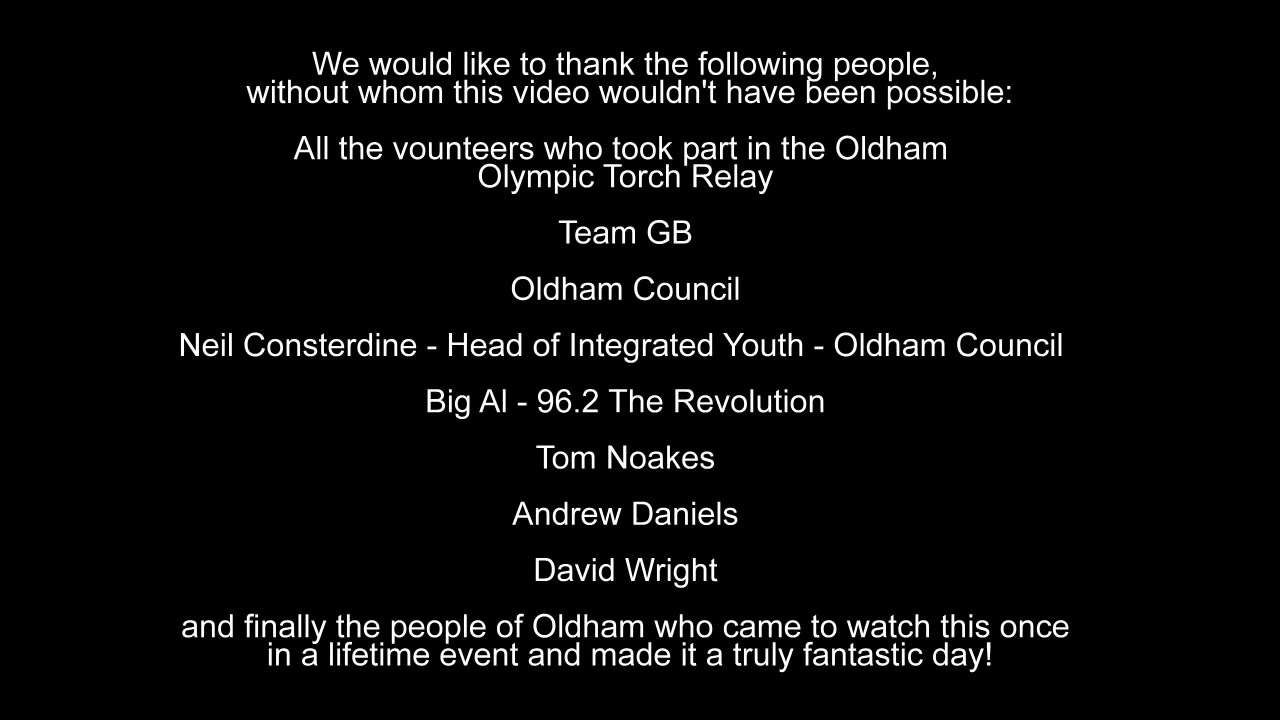 We would like to thank the following people,
without whom this video wouldn't have been possible:
All the vounteers who took part in the Oldham
Olympic Torch Relay
Team GB
Oldham Council
Neil Consterdine - Head of Integrated Youth - Oldham Council
Big Al - 96.2 The Revolution
Tom Noakes
Andrew Daniels
David Wright
and finally the people of Oldham who came to watch this once
in a lifetime event and made it a truly fantastic day!